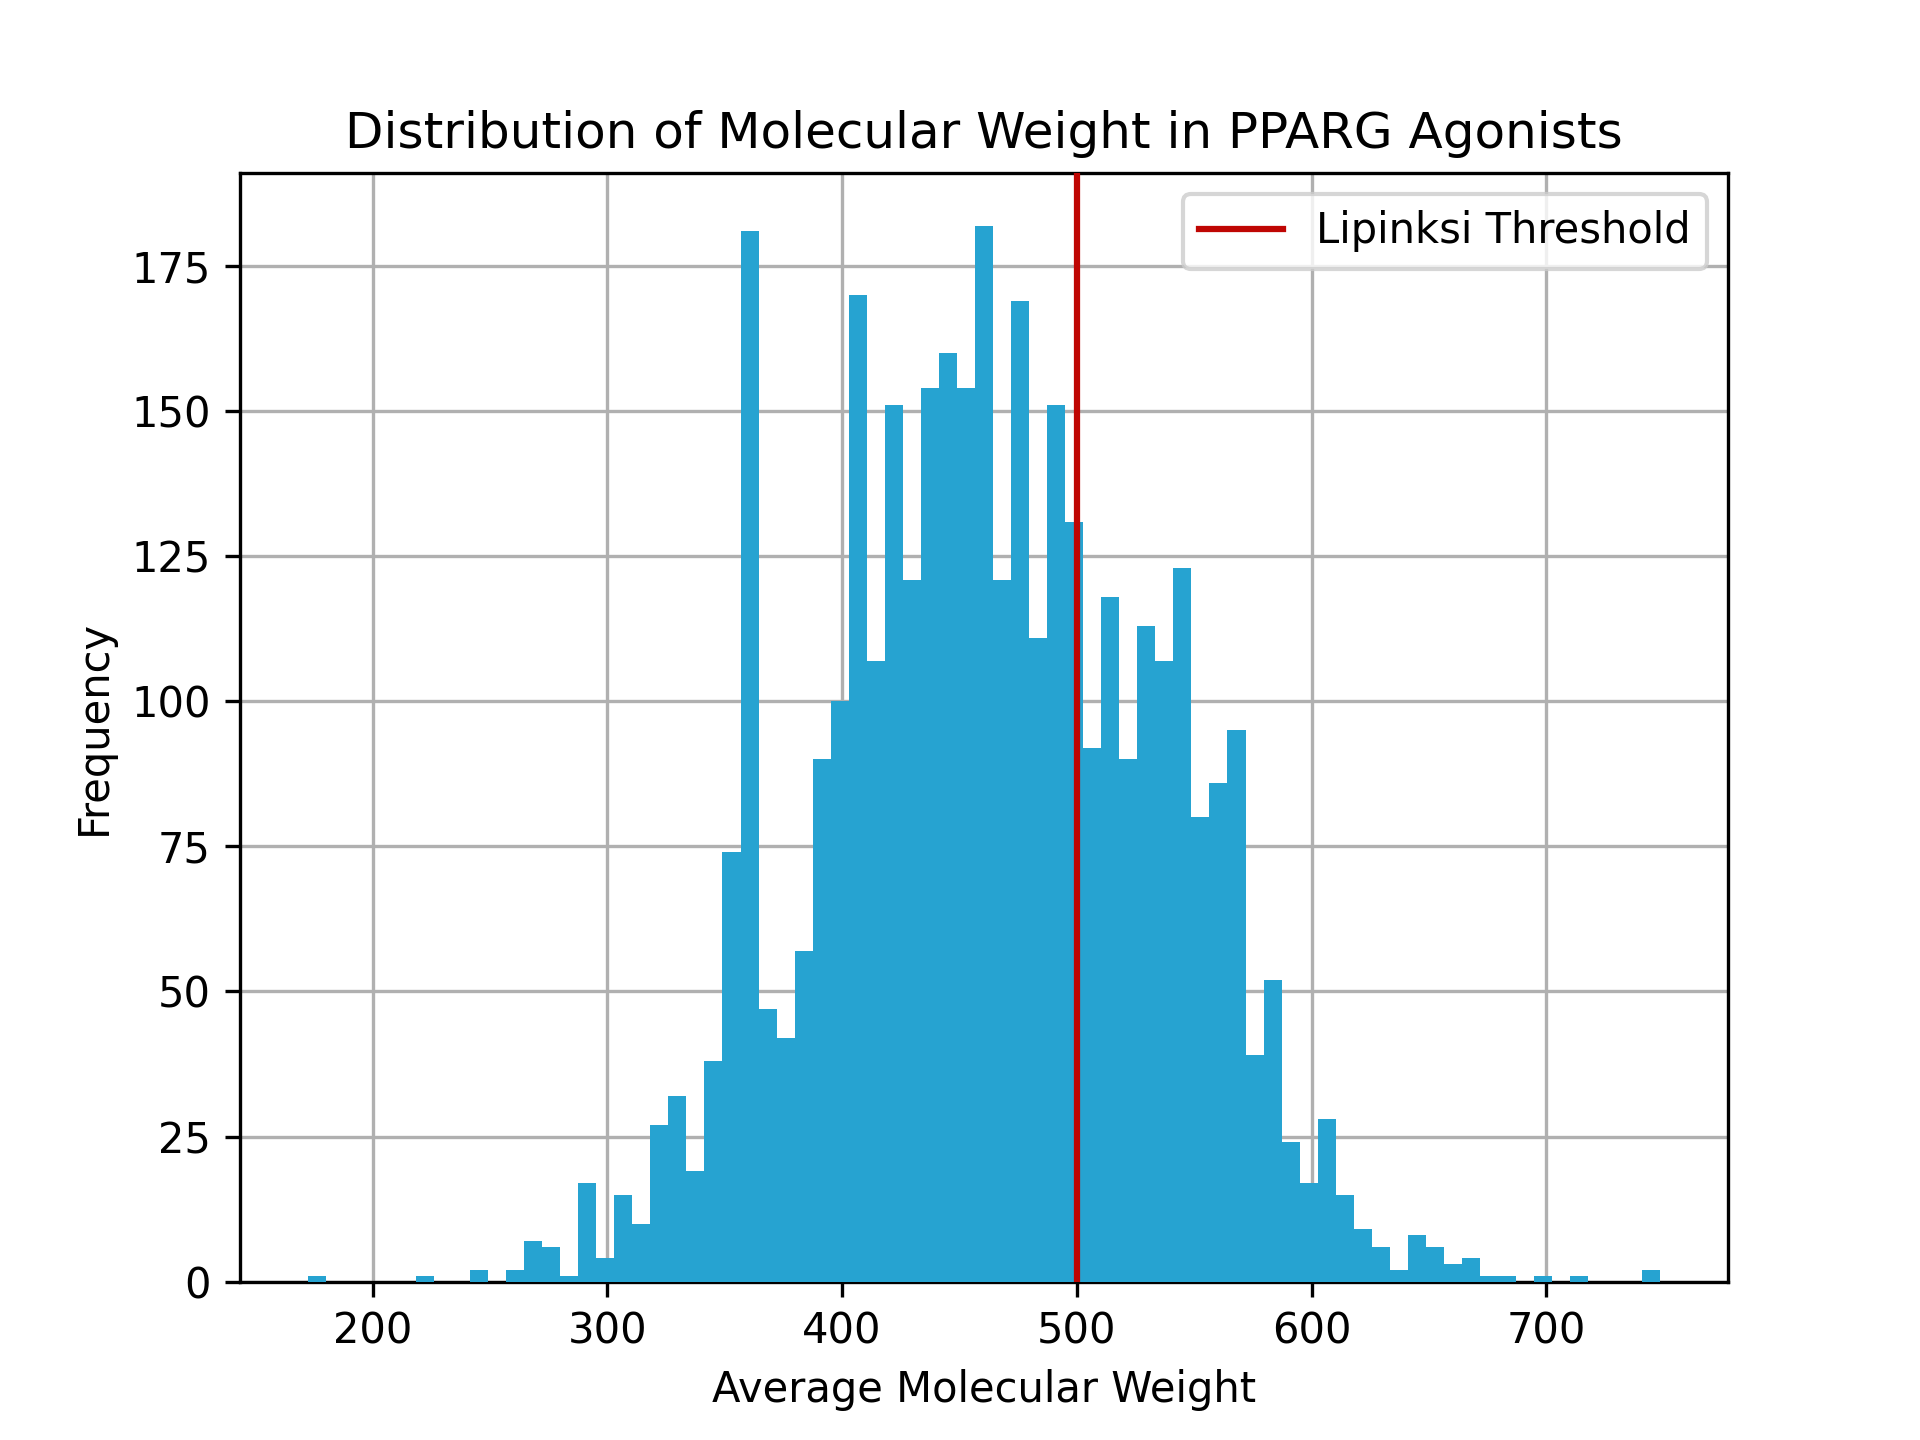 Distribution of Molecular Weight in PPARG Agonists
Lipinksi Threshold
175
150
125
100
75
50
25
0
Frequency
200 300 400 500 600 700
Average Molecular Weight